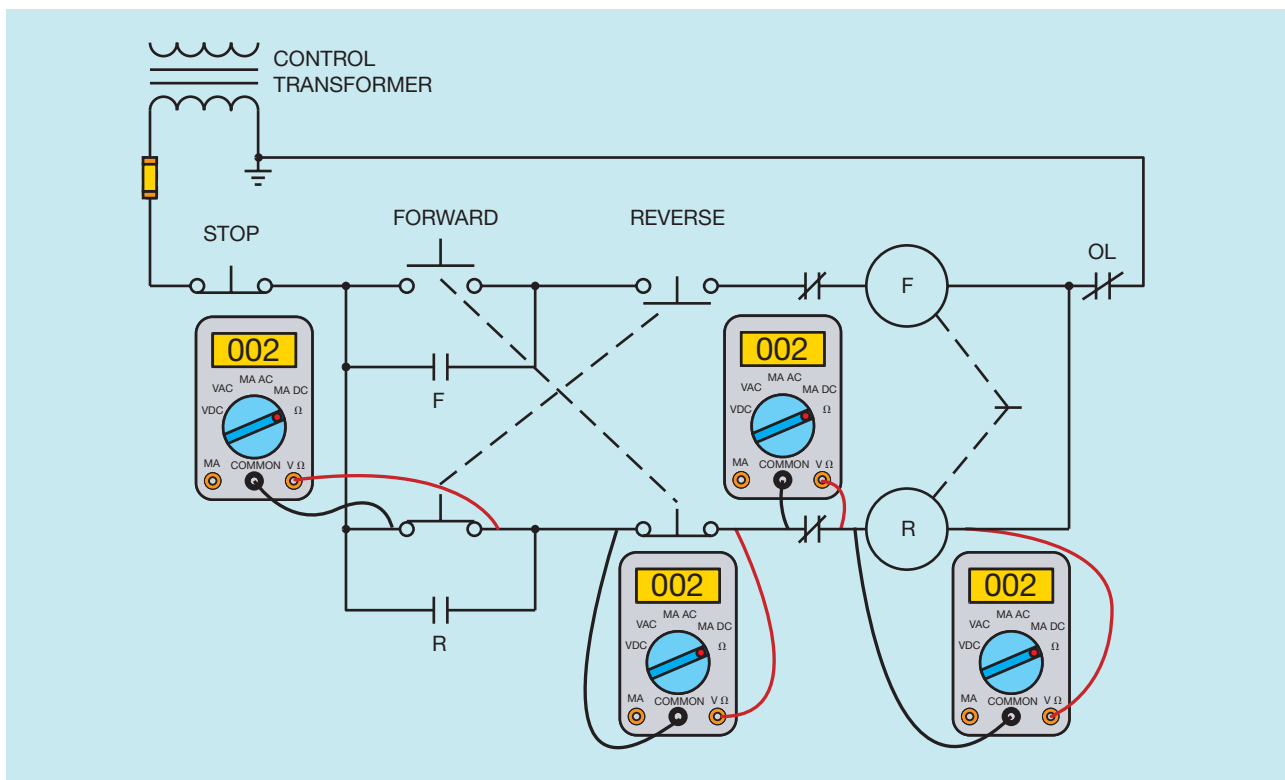 CONTROL
TRANSFORMER
FORWARD
REVERSE
STOP
OL
F
002
MA AC
VAC
MA DC
VDC
Ω
MA
COMMON
V Ω
F
002
MA AC
VAC
MA DC
VDC
Ω
MA
COMMON
V Ω
R
R
002
MA AC
VAC
MA DC
VDC
Ω
MA
COMMON
V Ω
002
MA AC
VAC
MA DC
VDC
Ω
MA
COMMON
V Ω